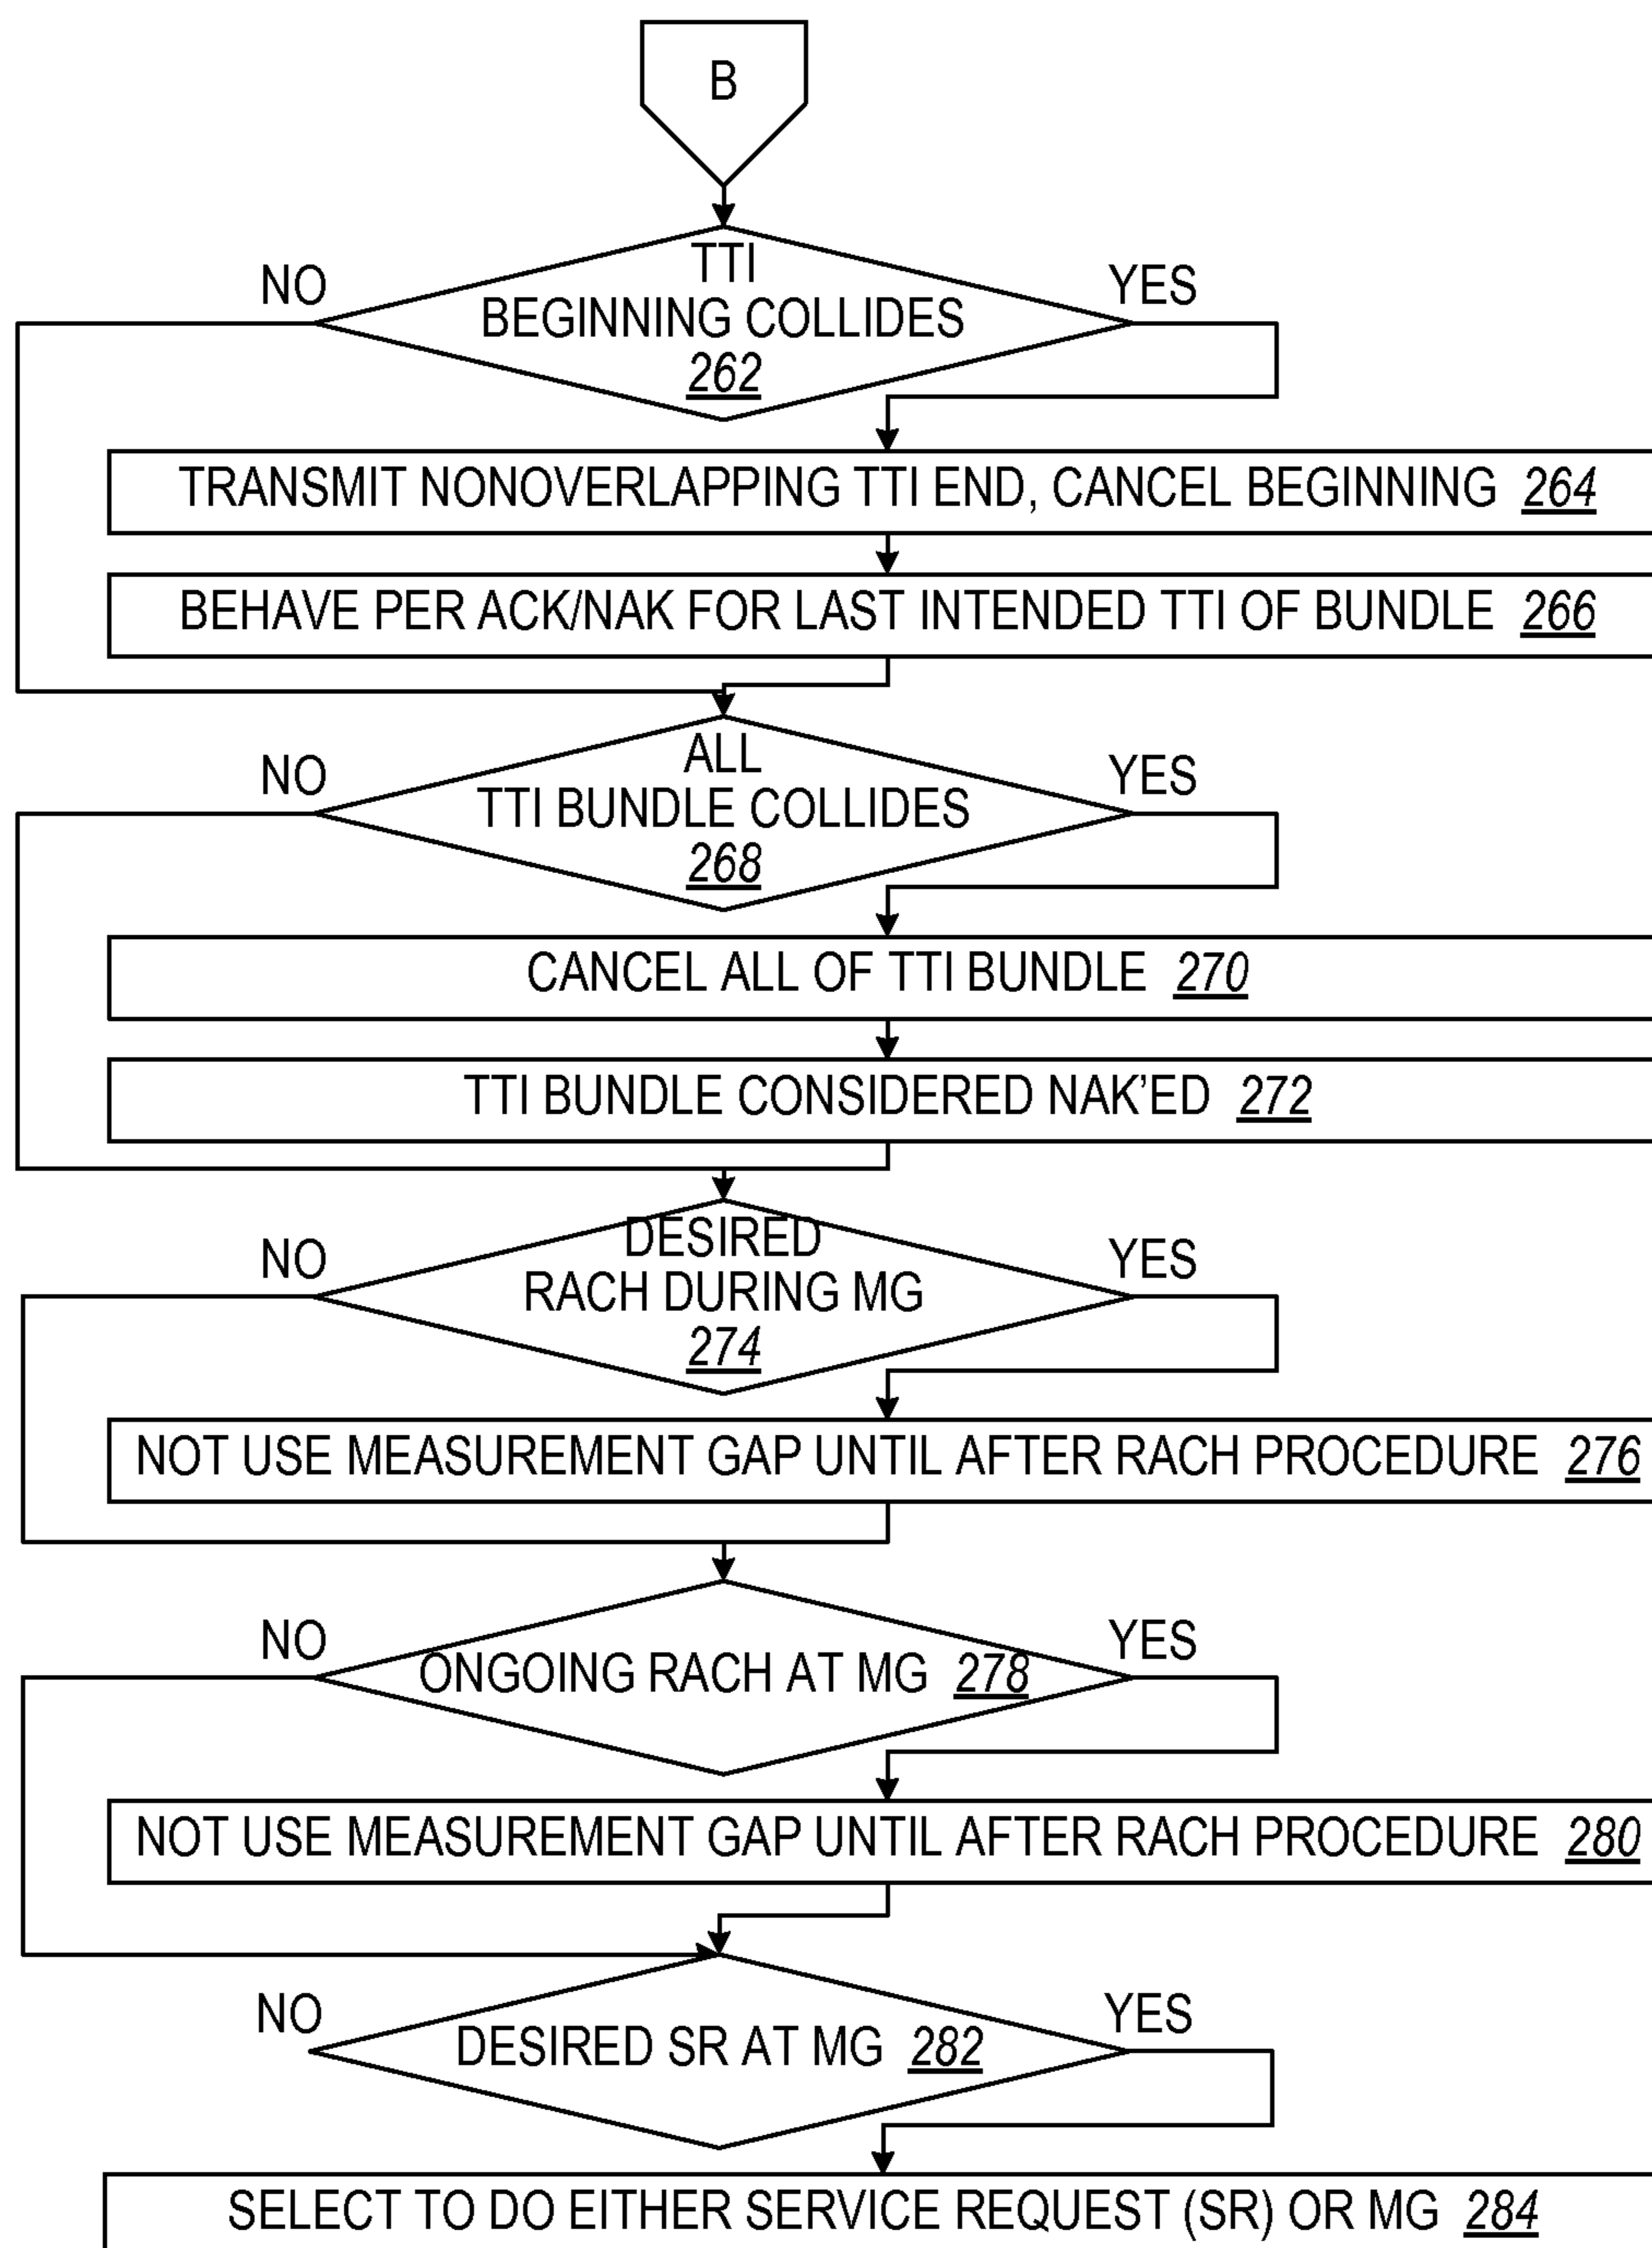 B
TTI
NO
YES
BEGINNING COLLIDES
262
TRANSMIT NONOVERLAPPING TTI END, CANCEL BEGINNING 264
BEHAVE PER ACK/NAK FOR LAST INTENDED TTI OF BUNDLE 266
ALL
NO
YES
TTI BUNDLE COLLIDES
268
CANCEL ALL OF TTI BUNDLE 270
TTI BUNDLE CONSIDERED NAK’ED 272
DESIRED
NO
YES
RACH DURING MG
274
NOT USE MEASUREMENT GAP UNTIL AFTER RACH PROCEDURE 276
NO
YES
ONGOING RACH AT MG 278
NOT USE MEASUREMENT GAP UNTIL AFTER RACH PROCEDURE 280
NO
YES
DESIRED SR AT MG 282
SELECT TO DO EITHER SERVICE REQUEST (SR) OR MG 284